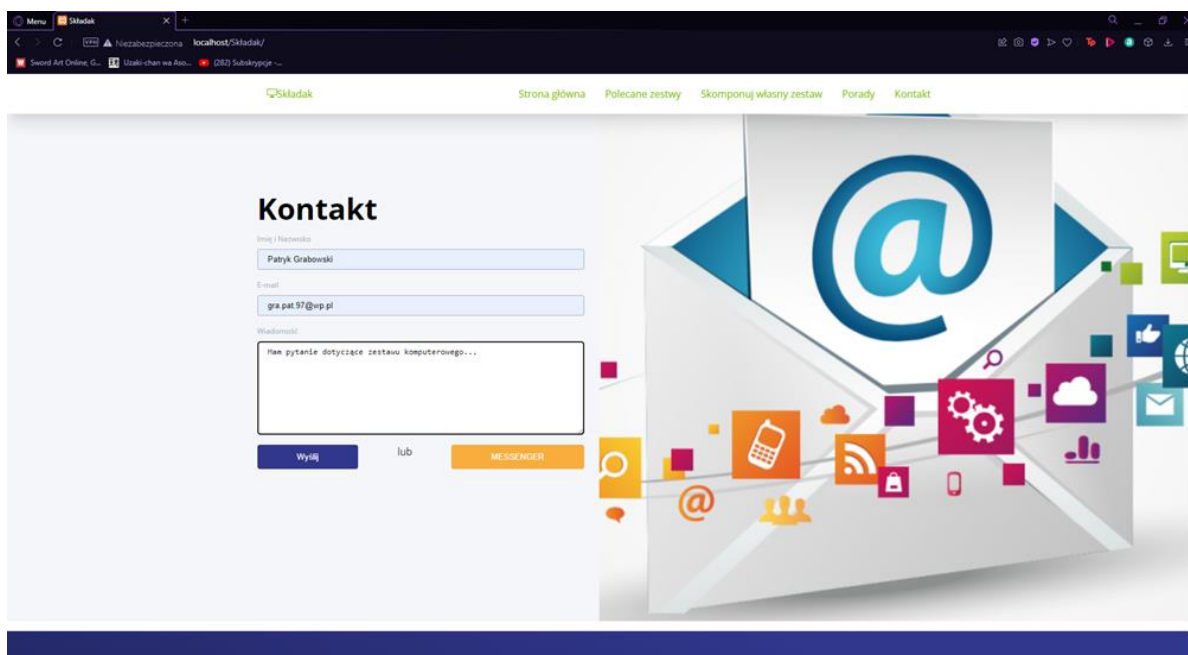 Menu Składak
VPN Niezabezpieczona localhost/Składak/
Sword Art Online, G... Uzaki-chan wa Aso... (282) Subskrypcje -...
Składak Strona główna Polecane zestwy Skomponuj własny zestaw Porady Kontakt
@
Kontakt
Imię i Nazwisko
Patryk Grabowski
E-mail
gra.pat.97@wp.pl
Wiadomość
Mam pytanie dotyczące zestawu komputerowego...
Wyślij lub MESSENGER
@